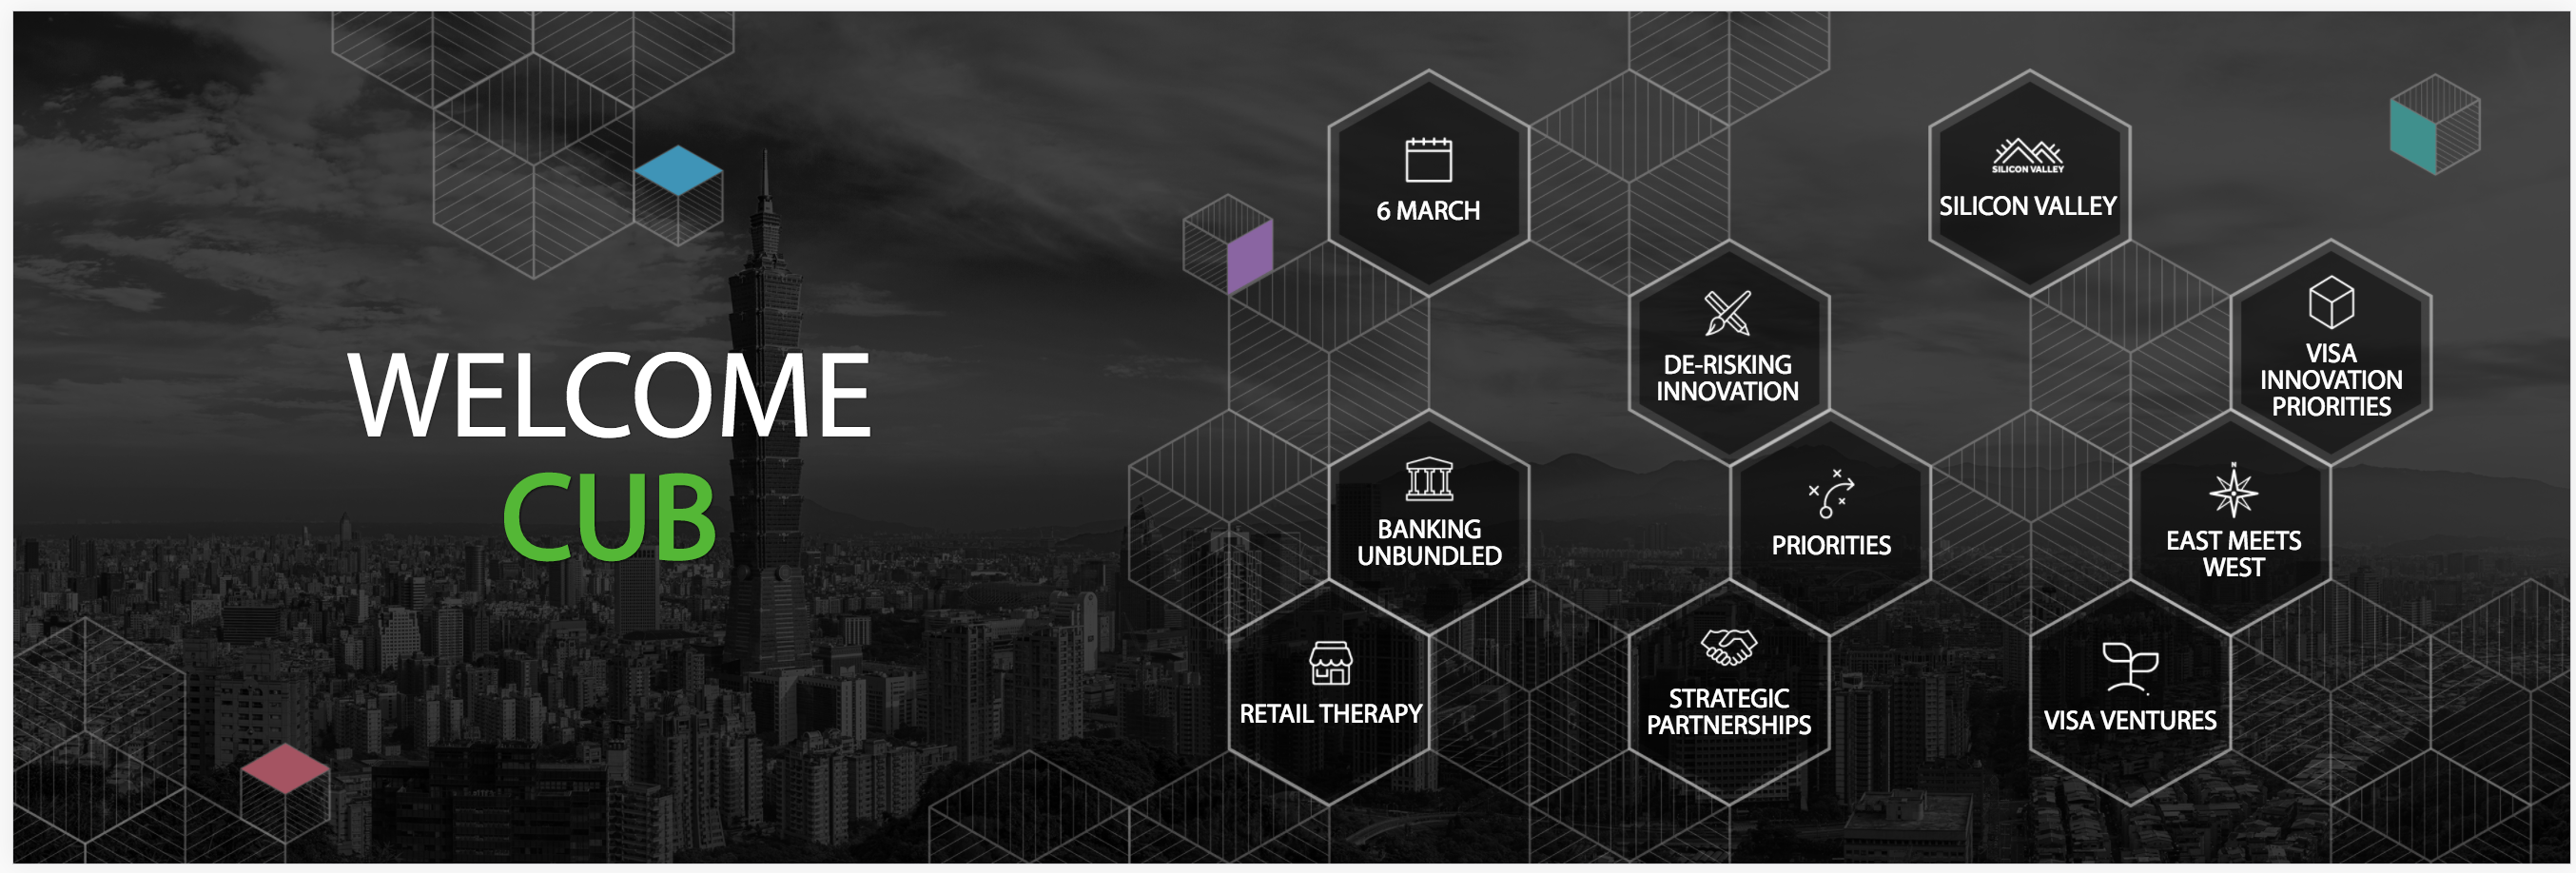 WELCOME
CUB
6 MARCH
SILICON VALLEY
SILICON VALLEY
DE-RISKING
INNOVATION
VISA
INNOVATION
PRIORITIES
BANKING
UNBUNDLED
PRIORITIES
N
EAST MEETS
WEST
RETAIL THERAPY
STRATEGIC
PARTNERSHIPS
VISA VENTURES